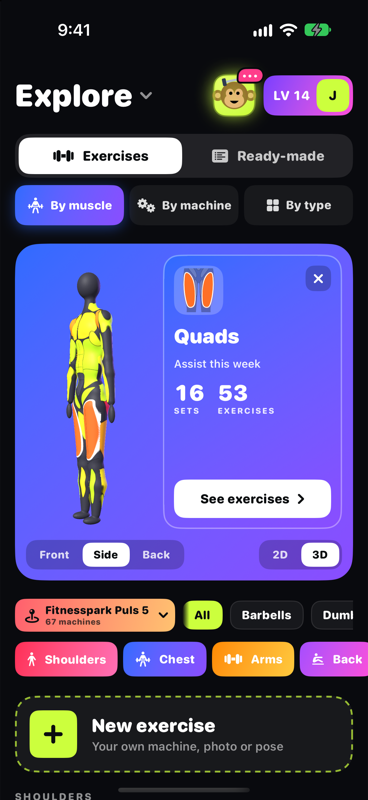 9:41
Explore
LV 14 J
Exercises
Ready-made
By muscle
By machine
By type
Quads
Assist this week
16 53
SETS EXERCISES
See exercises
Front
Side
Back
2D
3D
Fitnesspark Puls 5
67 machines
All
Barbells
Dumb
Shoulders
Chest
Arms
Back
New exercise
Your own machine, photo or pose
SHOULDERS